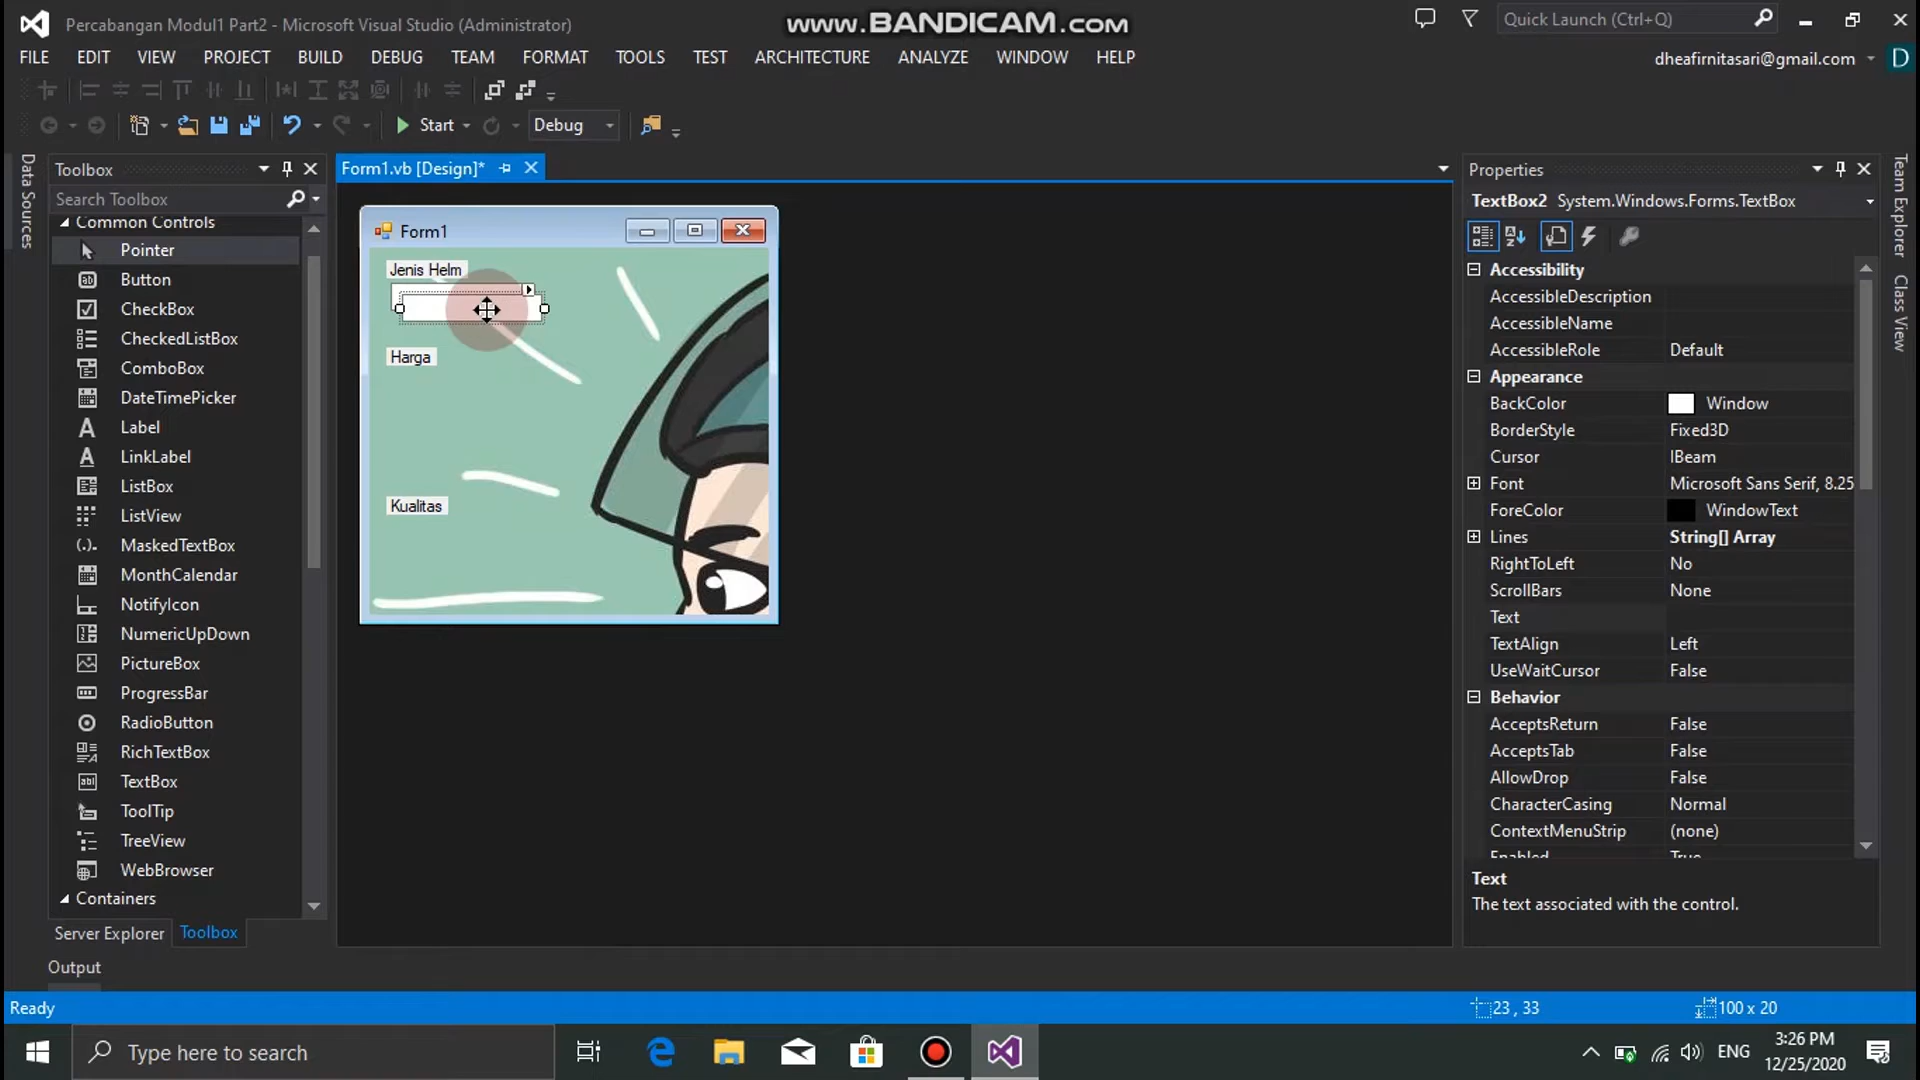 Percabangan Modul1 Part2 - Microsoft Visual Studio (Administrator)
www.BANDICAM.com
Quick Launch (Ctrl+Q)
FILE EDIT VIEW PROJECT BUILD DEBUG TEAM FORMAT TOOLS TEST ARCHITECTURE ANALYZE WINDOW HELP
dheafirnitasari@gmail.com
D
Start
Debug
Data Sources
Toolbox
Search Toolbox
Common Controls
Pointer
Button
CheckBox
CheckedListBox
ComboBox
DateTimePicker
Label
LinkLabel
ListBox
ListView
MaskedTextBox
MonthCalendar
NotifyIcon
NumericUpDown
PictureBox
ProgressBar
RadioButton
RichTextBox
TextBox
ToolTip
TreeView
WebBrowser
Containers
Server Explorer Toolbox
Form1.vb [Design]*
Form1
Jenis Helm
Harga
Kualitas
Properties
TextBox2 System.Windows.Forms.TextBox
Accessibility
AccessibleDescription
AccessibleName
AccessibleRole Default
Appearance
BackColor Window
BorderStyle Fixed3D
Cursor IBeam
Font Microsoft Sans Serif, 8.25
ForeColor WindowText
Lines String[] Array
RightToLeft No
ScrollBars None
Text
TextAlign Left
UseWaitCursor False
Behavior
AcceptsReturn False
AcceptsTab False
AllowDrop False
CharacterCasing Normal
ContextMenuStrip (none)
Enabled True
Text
The text associated with the control.
Team Explorer
Class View
Output
Ready
23 , 33
100 x 20
Type here to search
ENG
3:26 PM
12/25/2020